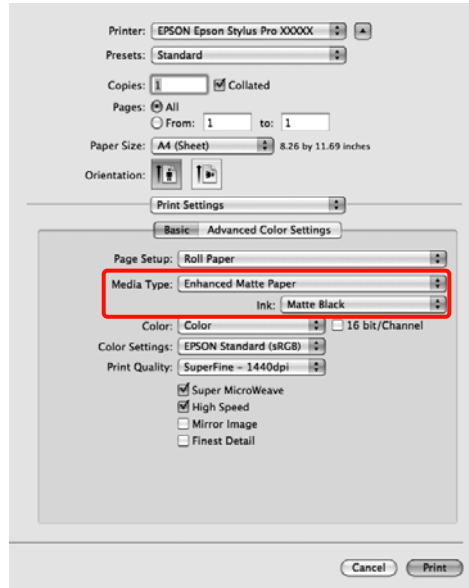 Printer: EPSON Epson Stylus Pro XXXXX
Presets: Standard
Copies: 1 Collated
Pages: All
From: 1 to: 1
Paper Size: A4 (Sheet) 8.26 by 11.69 inches
Orientation:
Print Settings
Basic Advanced Color Settings
Page Setup: Roll Paper
Media Type: Enhanced Matte Paper
Ink: Matte Black
Color: Color 16 bit/Channel
Color Settings: EPSON Standard (sRGB)
Print Quality: SuperFine – 1440dpi
Super MicroWeave
High Speed
Mirror Image
Finest Detail
Cancel Print